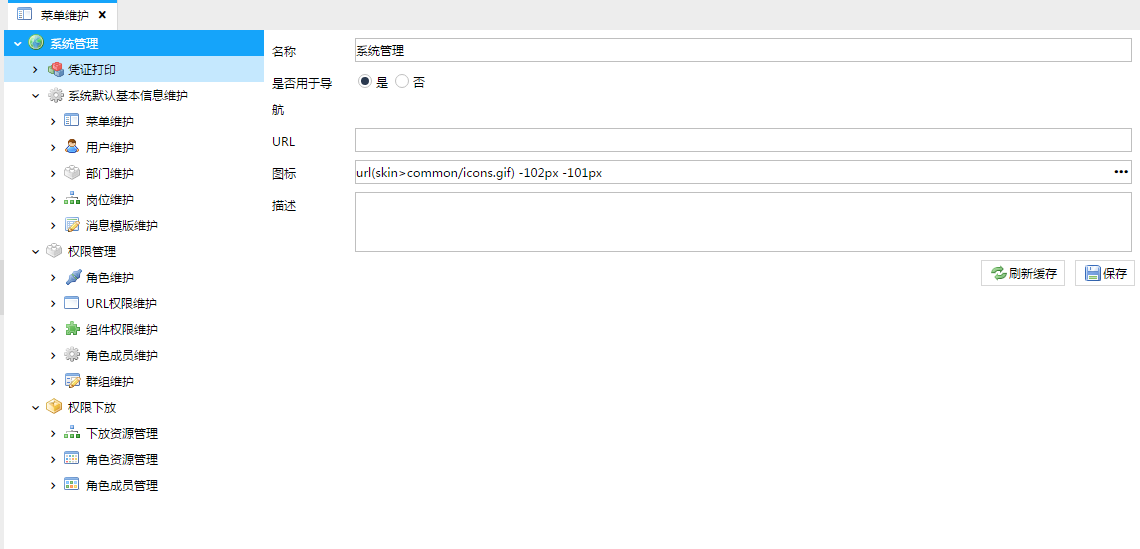 菜单维护
系统管理
凭证打印
系统默认基本信息维护
菜单维护
用户维护
部门维护
岗位维护
消息模版维护
权限管理
角色维护
URL权限维护
组件权限维护
角色成员维护
群组维护
权限下放
下放资源管理
角色资源管理
角色成员管理
名称 系统管理
是否用于导 是 否
航
URL
图标 url(skin>common/icons.gif) -102px -101px
描述
刷新缓存 保存